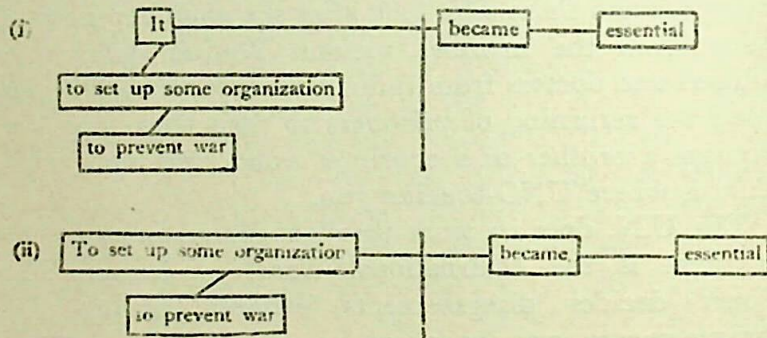 (i) It became essential
to set up some organization
to prevent war
(ii) To set up some organization became, essential
to prevent war